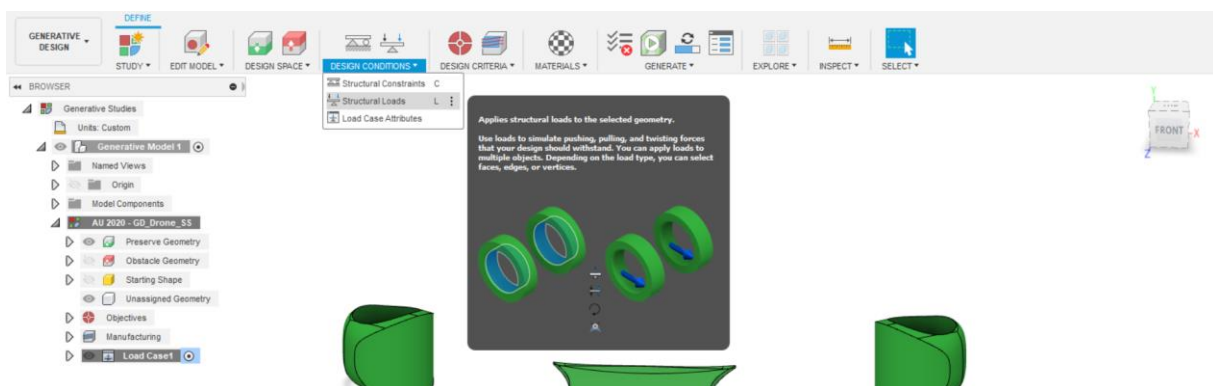 DEFINE
GENERATIVE DESIGN
STUDY
EDIT MODEL
DESIGN SPACE
DESIGN CONDITIONS
DESIGN CRITERIA
MATERIALS
GENERATE
EXPLORE
INSPECT
SELECT
Structural Constraints C
Structural Loads L
Load Case Attributes
BROWSER
Generative Studies
Units: Custom
Generative Model 1
Named Views
Origin
Model Components
AU 2020 - GD_Drone_SS
Preserve Geometry
Obstacle Geometry
Starting Shape
Unassigned Geometry
Objectives
Manufacturing
Load Case1
Applies structural loads to the selected geometry.
Use loads to simulate pushing, pulling, and twisting forces
that your design should withstand. You can apply loads to
multiple objects. Depending on the load type, you can select
faces, edges, or vertices.
Y
FRONT
X
Z